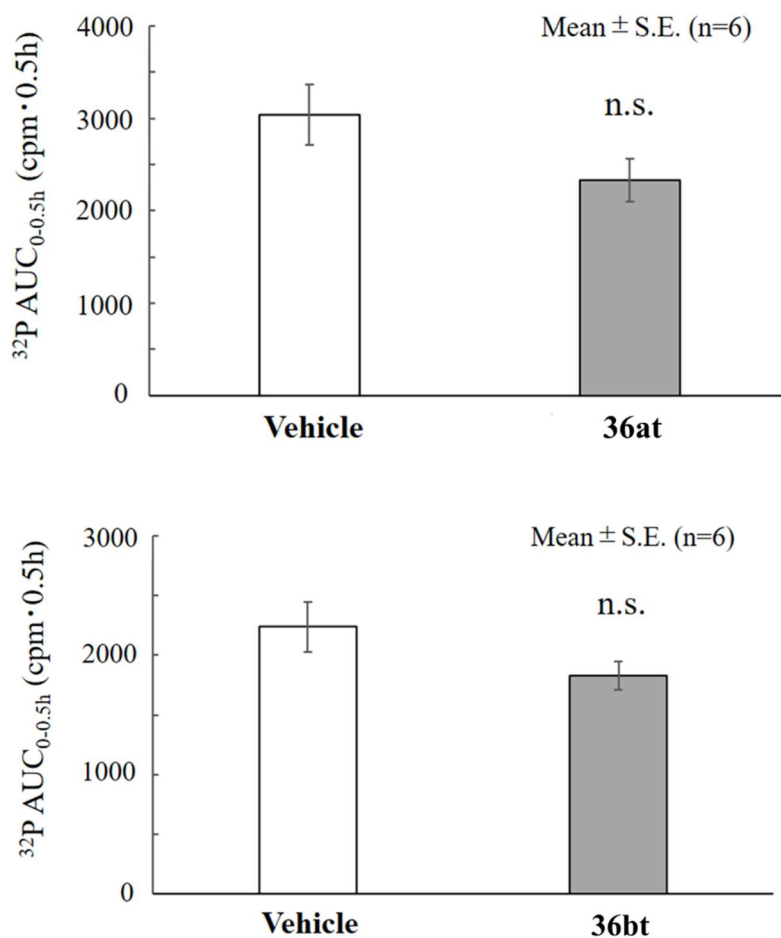 4000
3000
2000
1000
0
³²P AUC₀₋₀.₅ₕ (cpm・0.5h)
Mean ± S.E. (n=6)
n.s.
Vehicle
36at
3000
2000
1000
0
³²P AUC₀₋₀.₅ₕ (cpm・0.5h)
Mean ± S.E. (n=6)
n.s.
Vehicle
36bt